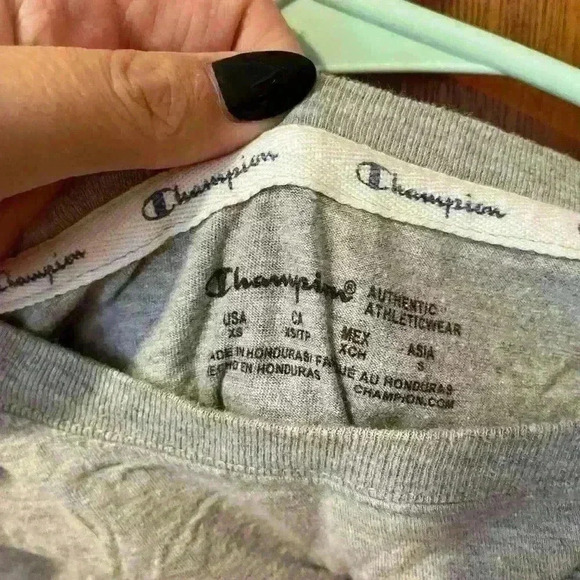 Champion
Champion
Champion® AUTHENTIC ATHLETICWEAR
USA CA MEX ASIA
XS XS/TP XCH S
MADE IN HONDURAS/ FAIT AU HONDURAS
HECHO EN HONDURAS
CHAMPION.COM
Champion